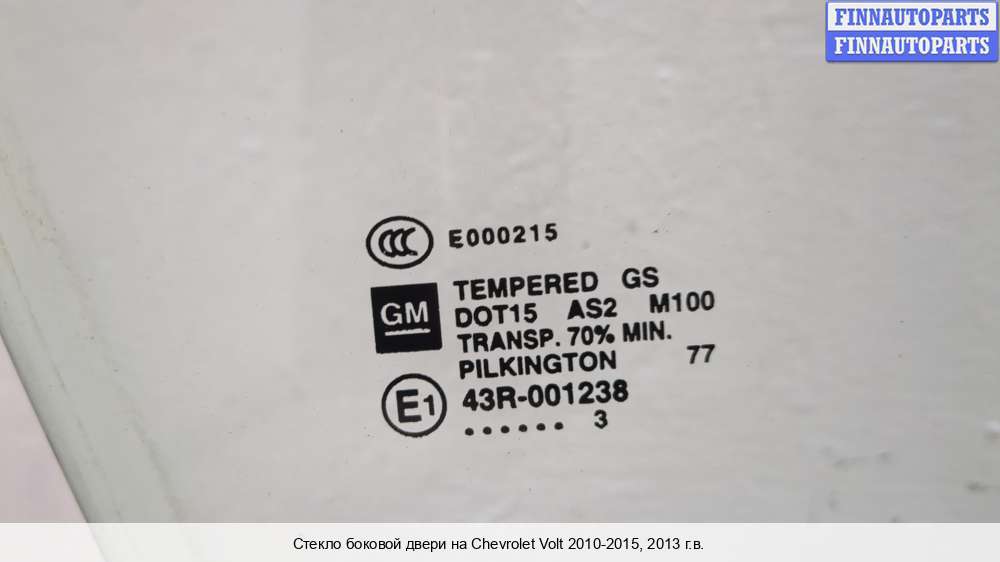 FINNAUTOPARTS
FINNAUTOPARTS
CCC E000215
TEMPERED GS
GM DOT15 AS2 M100
TRANSP. 70% MIN.
PILKINGTON 77
E1 43R-001238
...... 3
Стекло боковой двери на Chevrolet Volt 2010-2015, 2013 г.в.